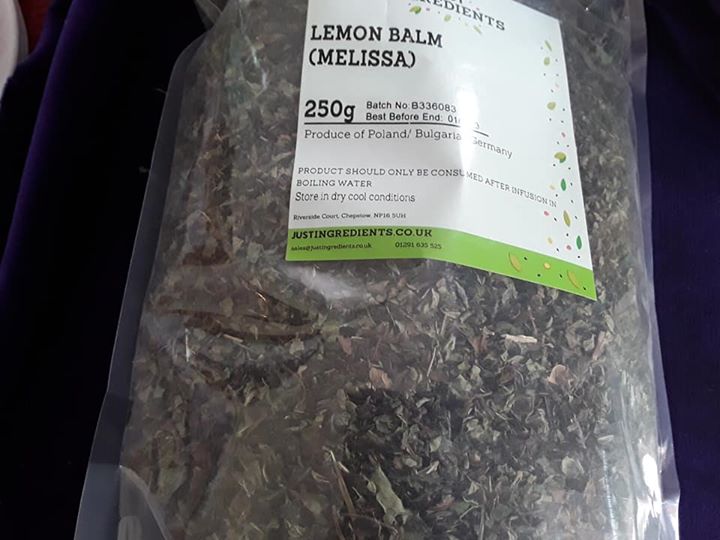 REDIENTS
LEMON BALM
(MELISSA)
250g Batch No: B336083
Best Before End: 01
Produce of Poland/ Bulgaria Germany
PRODUCT SHOULD ONLY BE CONSUMED AFTER INFUSION IN
BOILING WATER
Store in dry cool conditions
Riverside Court, Chepstow, NP16 5UH
JUSTINGREDIENTS.CO.UK
sales@justingredients.co.uk 01291 635 525